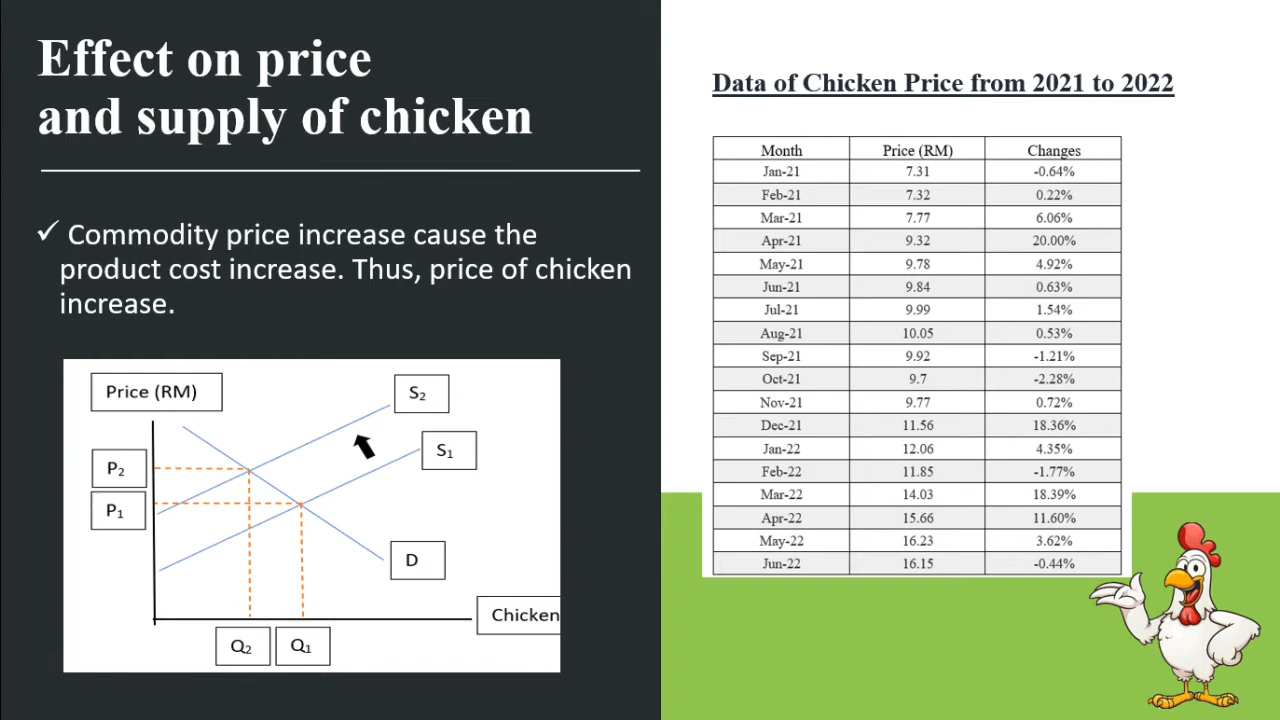 Effect on price
and supply of chicken
✓ Commodity price increase cause the
product cost increase. Thus, price of chicken
increase.
Price (RM)
S₂
S₁
P₂
P₁
D
Chicken
Q₂ Q₁
Data of Chicken Price from 2021 to 2022
Month Price (RM) Changes
Jan-21 7.31 -0.64%
Feb-21 7.32 0.22%
Mar-21 7.77 6.06%
Apr-21 9.32 20.00%
May-21 9.78 4.92%
Jun-21 9.84 0.63%
Jul-21 9.99 1.54%
Aug-21 10.05 0.53%
Sep-21 9.92 -1.21%
Oct-21 9.7 -2.28%
Nov-21 9.77 0.72%
Dec-21 11.56 18.36%
Jan-22 12.06 4.35%
Feb-22 11.85 -1.77%
Mar-22 14.03 18.39%
Apr-22 15.66 11.60%
May-22 16.23 3.62%
Jun-22 16.15 -0.44%